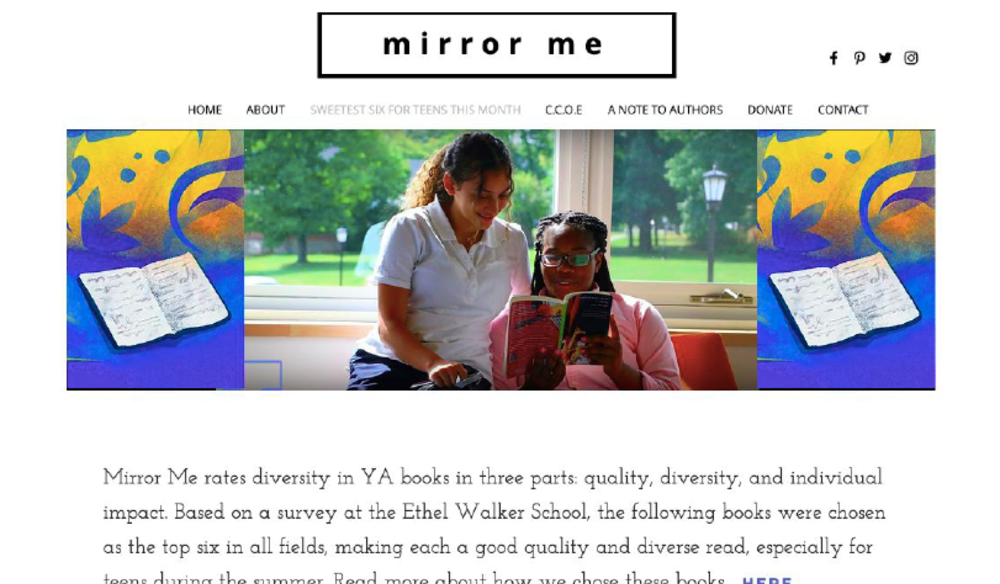 mirror me
HOME ABOUT SWEETEST SIX FOR TEENS THIS MONTH C.C.O.E A NOTE TO AUTHORS DONATE CONTACT
Mirror Me rates diversity in YA books in three parts: quality, diversity, and individual
impact. Based on a survey at the Ethel Walker School, the following books were chosen
as the top six in all fields, making each a good quality and diverse read, especially for
teens during the summer. Read more about how we chose these books HERE